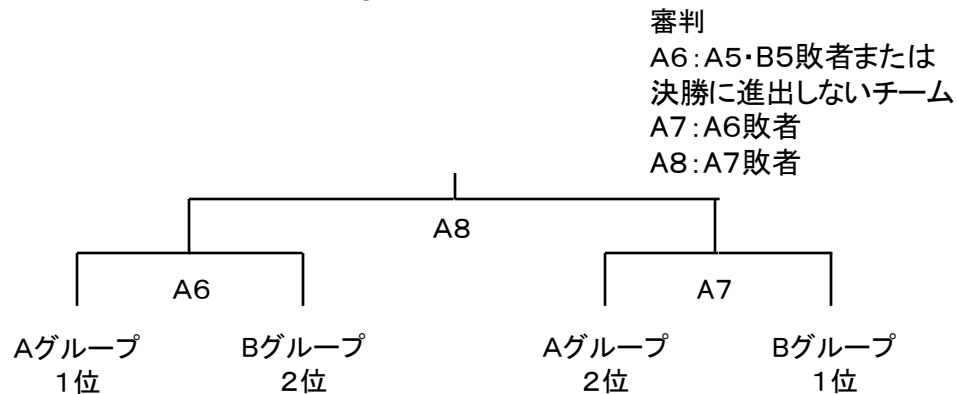 審判
A6:A5・B5敗者または
決勝に進出しないチーム
A7:A6敗者
A8:A7敗者
A8
A6
A7
Aグループ
1位
Bグループ
2位
Aグループ
2位
Bグループ
1位